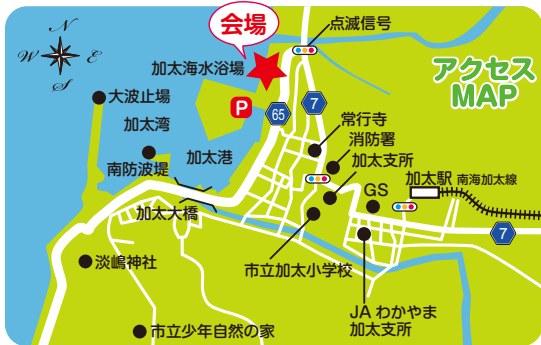 会場
点滅信号
N
W
E
S
加太海水浴場
アクセス
MAP
大波止場
P
65
7
加太湾
常行寺
消防署
加太支所
加太港
南防波堤
GS
加太駅 南海加太線
加太大橋
7
淡嶋神社
市立加太小学校
JA わかやま
加太支所
市立少年自然の家